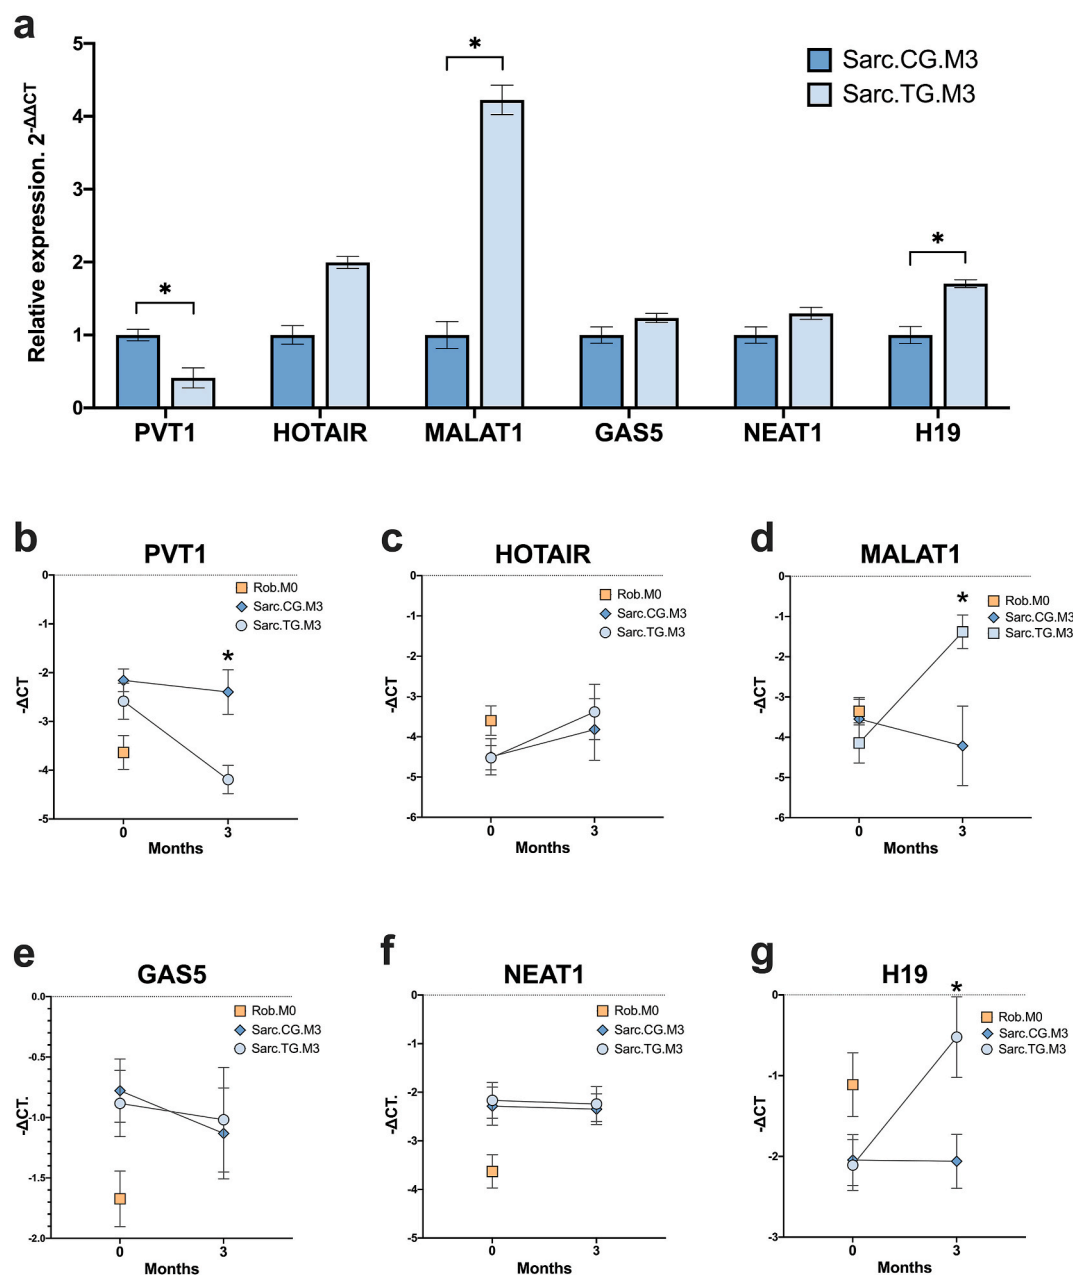 a
Relative expression. 2-ΔΔCT
5
4
3
2
1
0
* * *
Sarc.CG.M3
Sarc.TG.M3
PVT1 HOTAIR MALAT1 GAS5 NEAT1 H19
b
PVT1
-ΔCT
0
-1
-2
-3
-4
-5
Rob.M0
Sarc.CG.M3
Sarc.TG.M3
*
0 3
Months
c
HOTAIR
-ΔCT
0
-1
-2
-3
-4
-5
-6
Rob.M0
Sarc.CG.M3
Sarc.TG.M3
0 3
Months
d
MALAT1
-ΔCT
0
-1
-2
-3
-4
-5
-6
*
Rob.M0
Sarc.CG.M3
Sarc.TG.M3
0 3
Months
e
GAS5
-ΔCT.
0.0
-0.5
-1.0
-1.5
-2.0
Rob.M0
Sarc.CG.M3
Sarc.TG.M3
0 3
Months
f
NEAT1
-ΔCT.
0
-1
-2
-3
-4
-5
Rob.M0
Sarc.CG.M3
Sarc.TG.M3
0 3
Months
g
H19
-ΔCT
0
-1
-2
-3
*
Rob.M0
Sarc.CG.M3
Sarc.TG.M3
0 3
Months